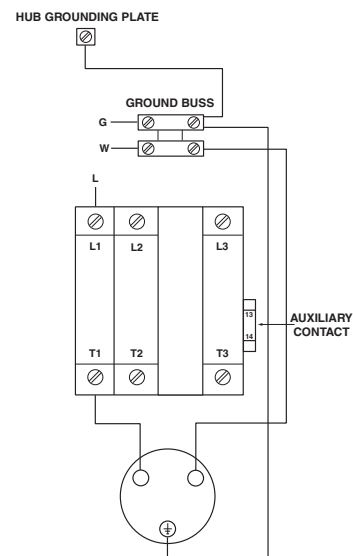 HUB GROUNDING PLATE
GROUND BUSS
G
W
L
L1 L2 L3
13
AUXILIARY
CONTACT
14
T1 T2 T3